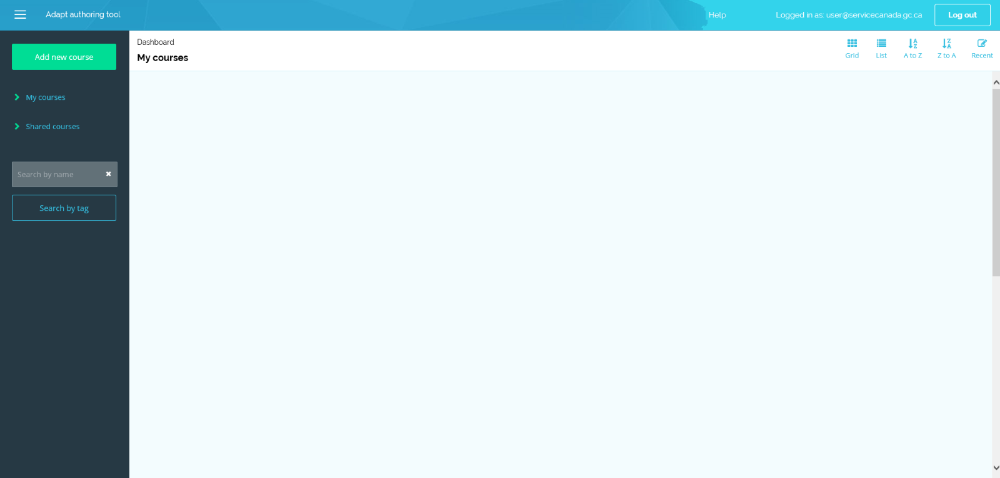 Adapt authoring tool
Help
Logged in as: user@servicecanada.gc.ca
Log out
Add new course
My courses
Shared courses
Search by name
Search by tag
Dashboard
My courses
Grid
List
A to Z
Z to A
Recent